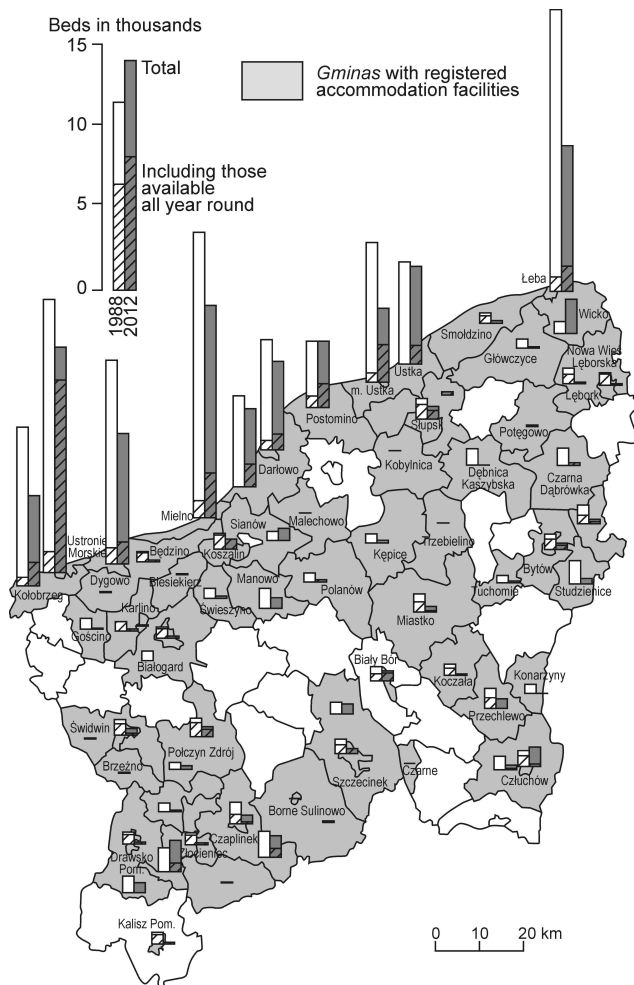 Beds in thousands
15
10
5
0
Total
Including those
available
all year round
1988
2012
Gminas with registered
accommodation facilities
Łeba
Wicko
Smołdzino
Główczyce
Nowa Wieś
Lęborska
Lębork
Ustka
m. Ustka
Słupsk
Potęgowo
Postomino
Kobylnica
Dębnica
Kaszybska
Czarna
Dąbrówka
Darłowo
Mielno
Malechowo
Sianów
Koszalin
Kępice
Trzebielino
Ustronie
Morskie
Będzino
Biesiekierz
Dygowo
Kołobrzeg
Manowo
Polanów
Świeszyno
Bytów
Tuchomie
Studzienice
Karlino
Gościno
Białogard
Miastko
Biały Bór
Koczała
Konarzyny
Przechlewo
Świdwin
Połczyn Zdrój
Brzeżno
Szczecinek
Czarne
Człuchów
Borne Sulinowo
Czaplinek
Złocieniec
Drawsko
Pom.
Kalisz Pom.
0 10 20 km